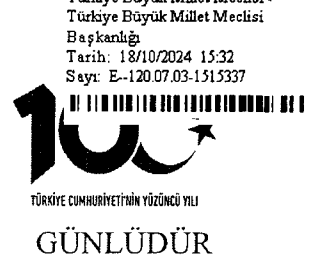 Türkiye Büyük Millet Meclisi
Başkanlığı
Tarih: 18/10/2024 15:32
Sayı: E--120.07.03-1515337
100
TÜRKİYE CUMHURİYETİ'NİN YÜZÜNCÜ YILI
GÜNLÜDÜR